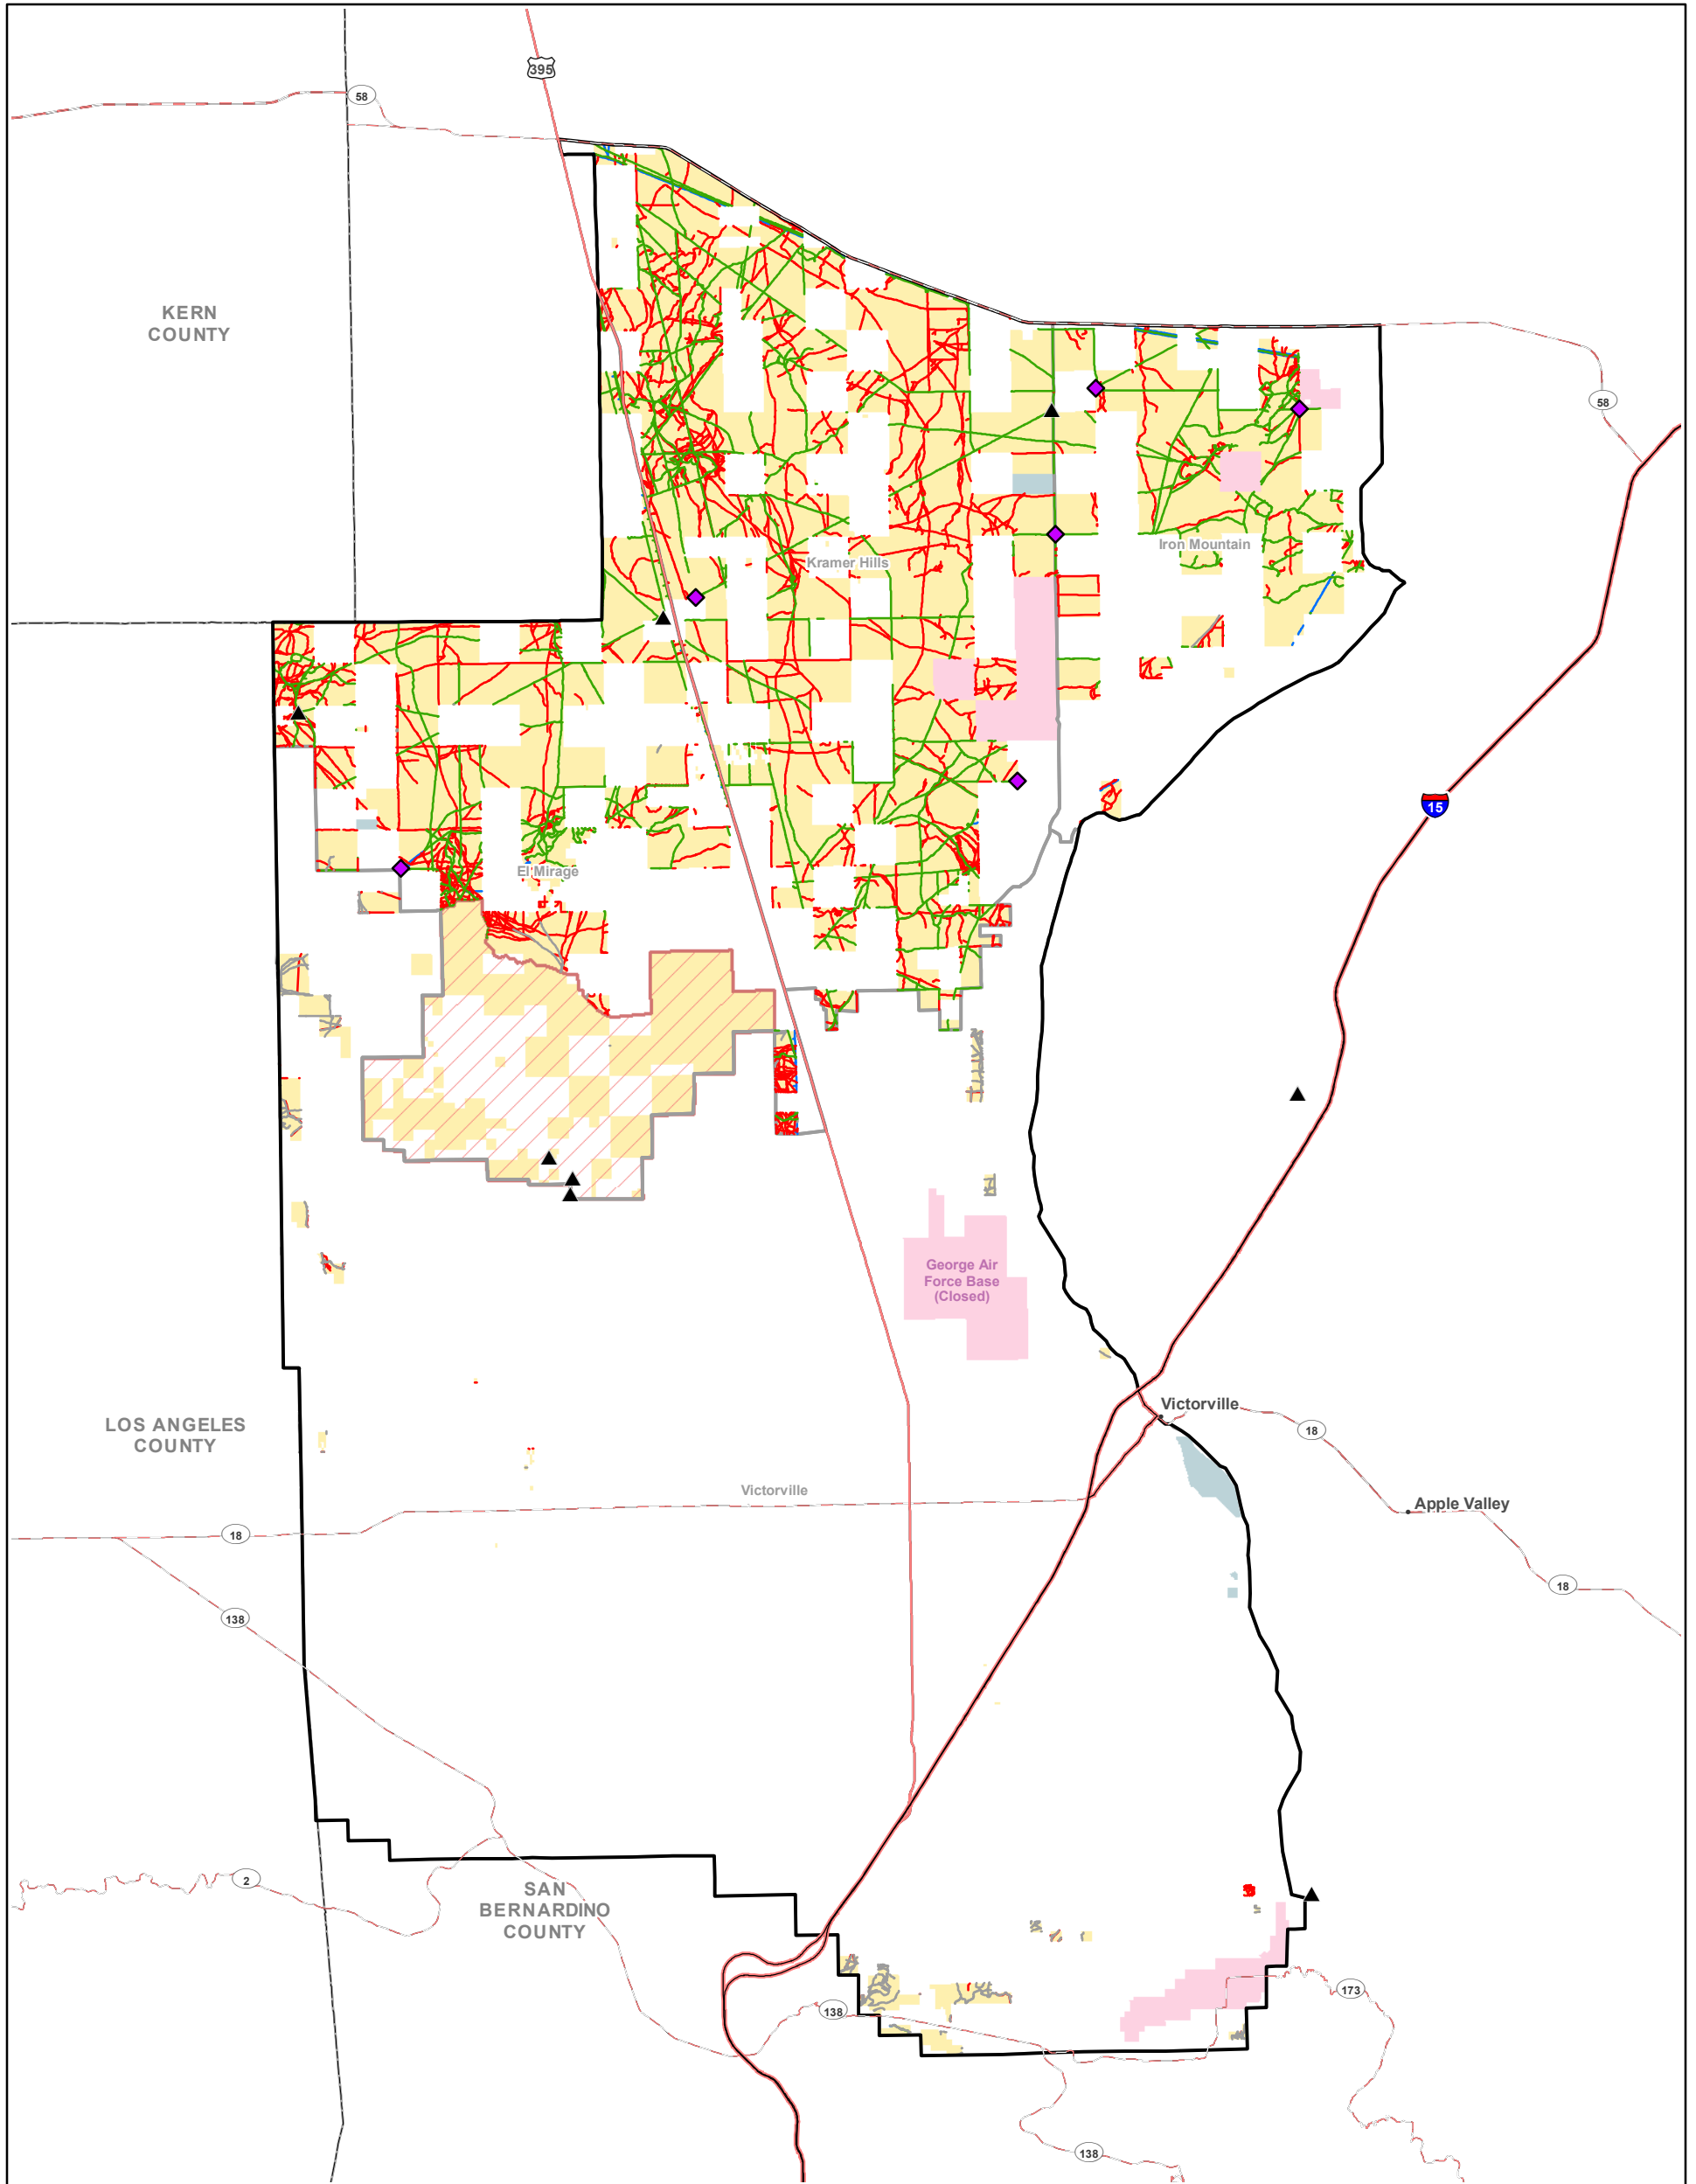 395
58
KERN
COUNTY
58
Iron Mountain
Kramer Hills
15
El Mirage
George Air
Force Base
(Closed)
Victorville
LOS ANGELES
COUNTY
18
Victorville
Apple Valley
18
18
138
2
SAN
BERNARDINO
COUNTY
173
138
138